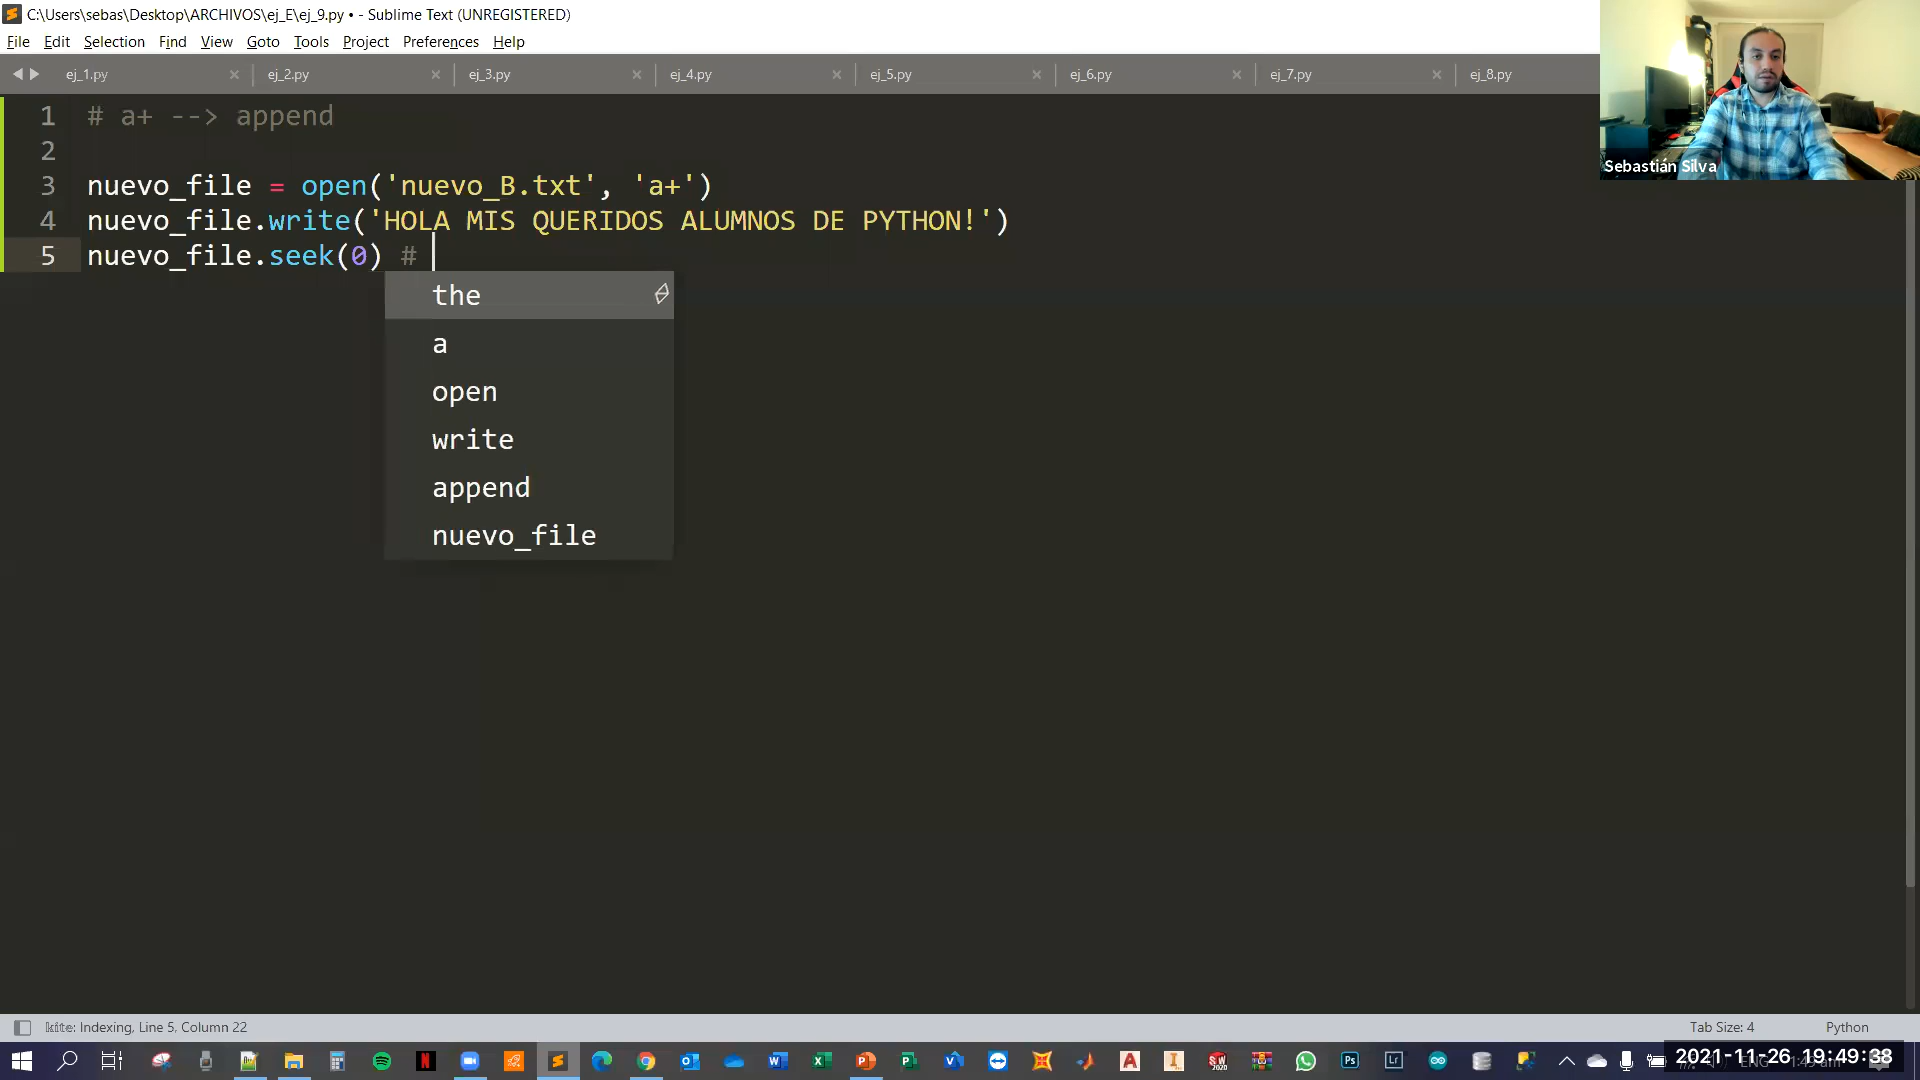 C:\Users\sebas\Desktop\ARCHIVOS\ej_E\ej_9.py • - Sublime Text (UNREGISTERED)
File Edit Selection Find View Goto Tools Project Preferences Help
ej_1.py × ej_2.py × ej_3.py × ej_4.py × ej_5.py × ej_6.py × ej_7.py × ej_8.py
Sebastián Silva
1 # a+ --> append
2
3 nuevo_file = open('nuevo_B.txt', 'a+')
4 nuevo_file.write('HOLA MIS QUERIDOS ALUMNOS DE PYTHON!')
5 nuevo_file.seek(0) #
the
a
open
write
append
nuevo_file
kite: Indexing, Line 5, Column 22
Tab Size: 4
Python
2021-11-26 19:49:38